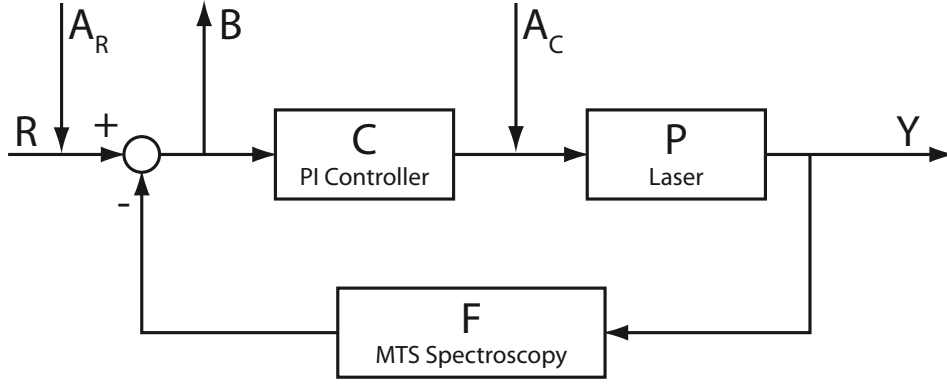 A_R
B
A_C
R
+
C
PI Controller
P
Laser
Y
-
F
MTS Spectroscopy